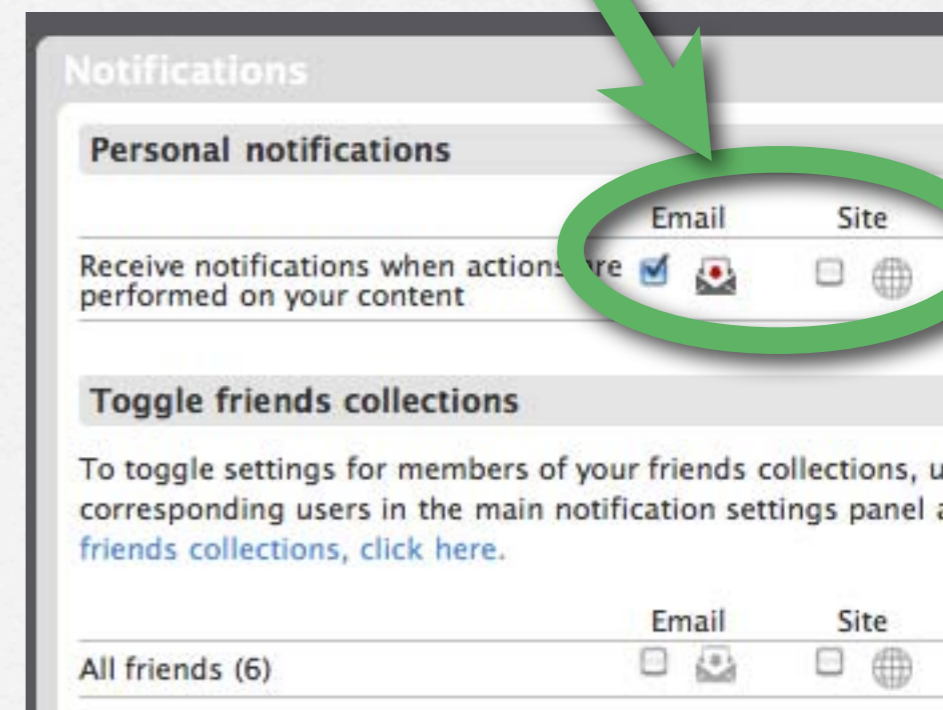 Notifications
Personal notifications
Email Site
Receive notifications when actions are
performed on your content
Toggle friends collections
To toggle settings for members of your friends collections,
corresponding users in the main notification settings panel
friends collections, click here.
Email Site
All friends (6)